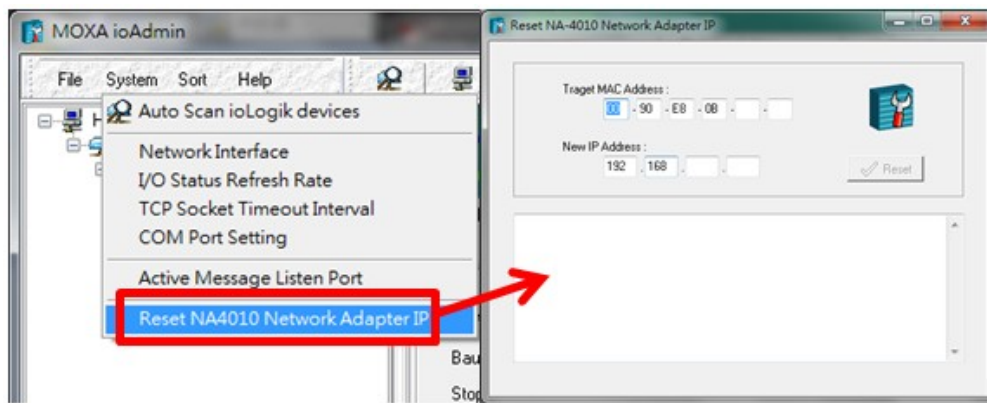 MOXA ioAdmin
File System Sort Help
Auto Scan ioLogik devices
Network Interface
I/O Status Refresh Rate
TCP Socket Timeout Interval
COM Port Setting
Active Message Listen Port
Reset NA4010 Network Adapter IP
Reset NA-4010 Network Adapter IP
Traget MAC Address :
00 - 90 - E8 - 0B - -
New IP Address :
192 . 168 . .
Reset